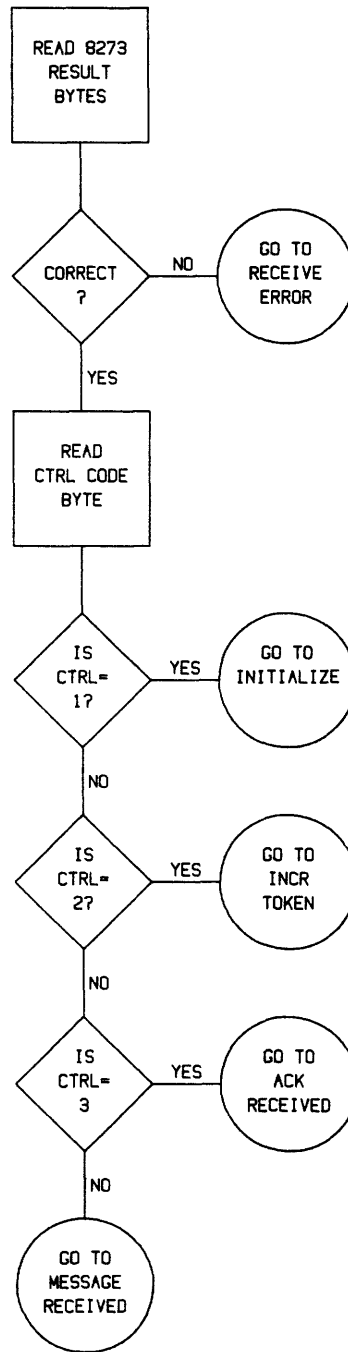 READ 8273
RESULT
BYTES
CORRECT
?
NO
GO TO
RECEIVE
ERROR
YES
READ
CTRL CODE
BYTE
IS
CTRL=
1?
YES
GO TO
INITIALIZE
NO
IS
CTRL=
2?
YES
GO TO
INCR
TOKEN
NO
IS
CTRL=
3
YES
GO TO
ACK
RECEIVED
NO
GO TO
MESSAGE
RECEIVED